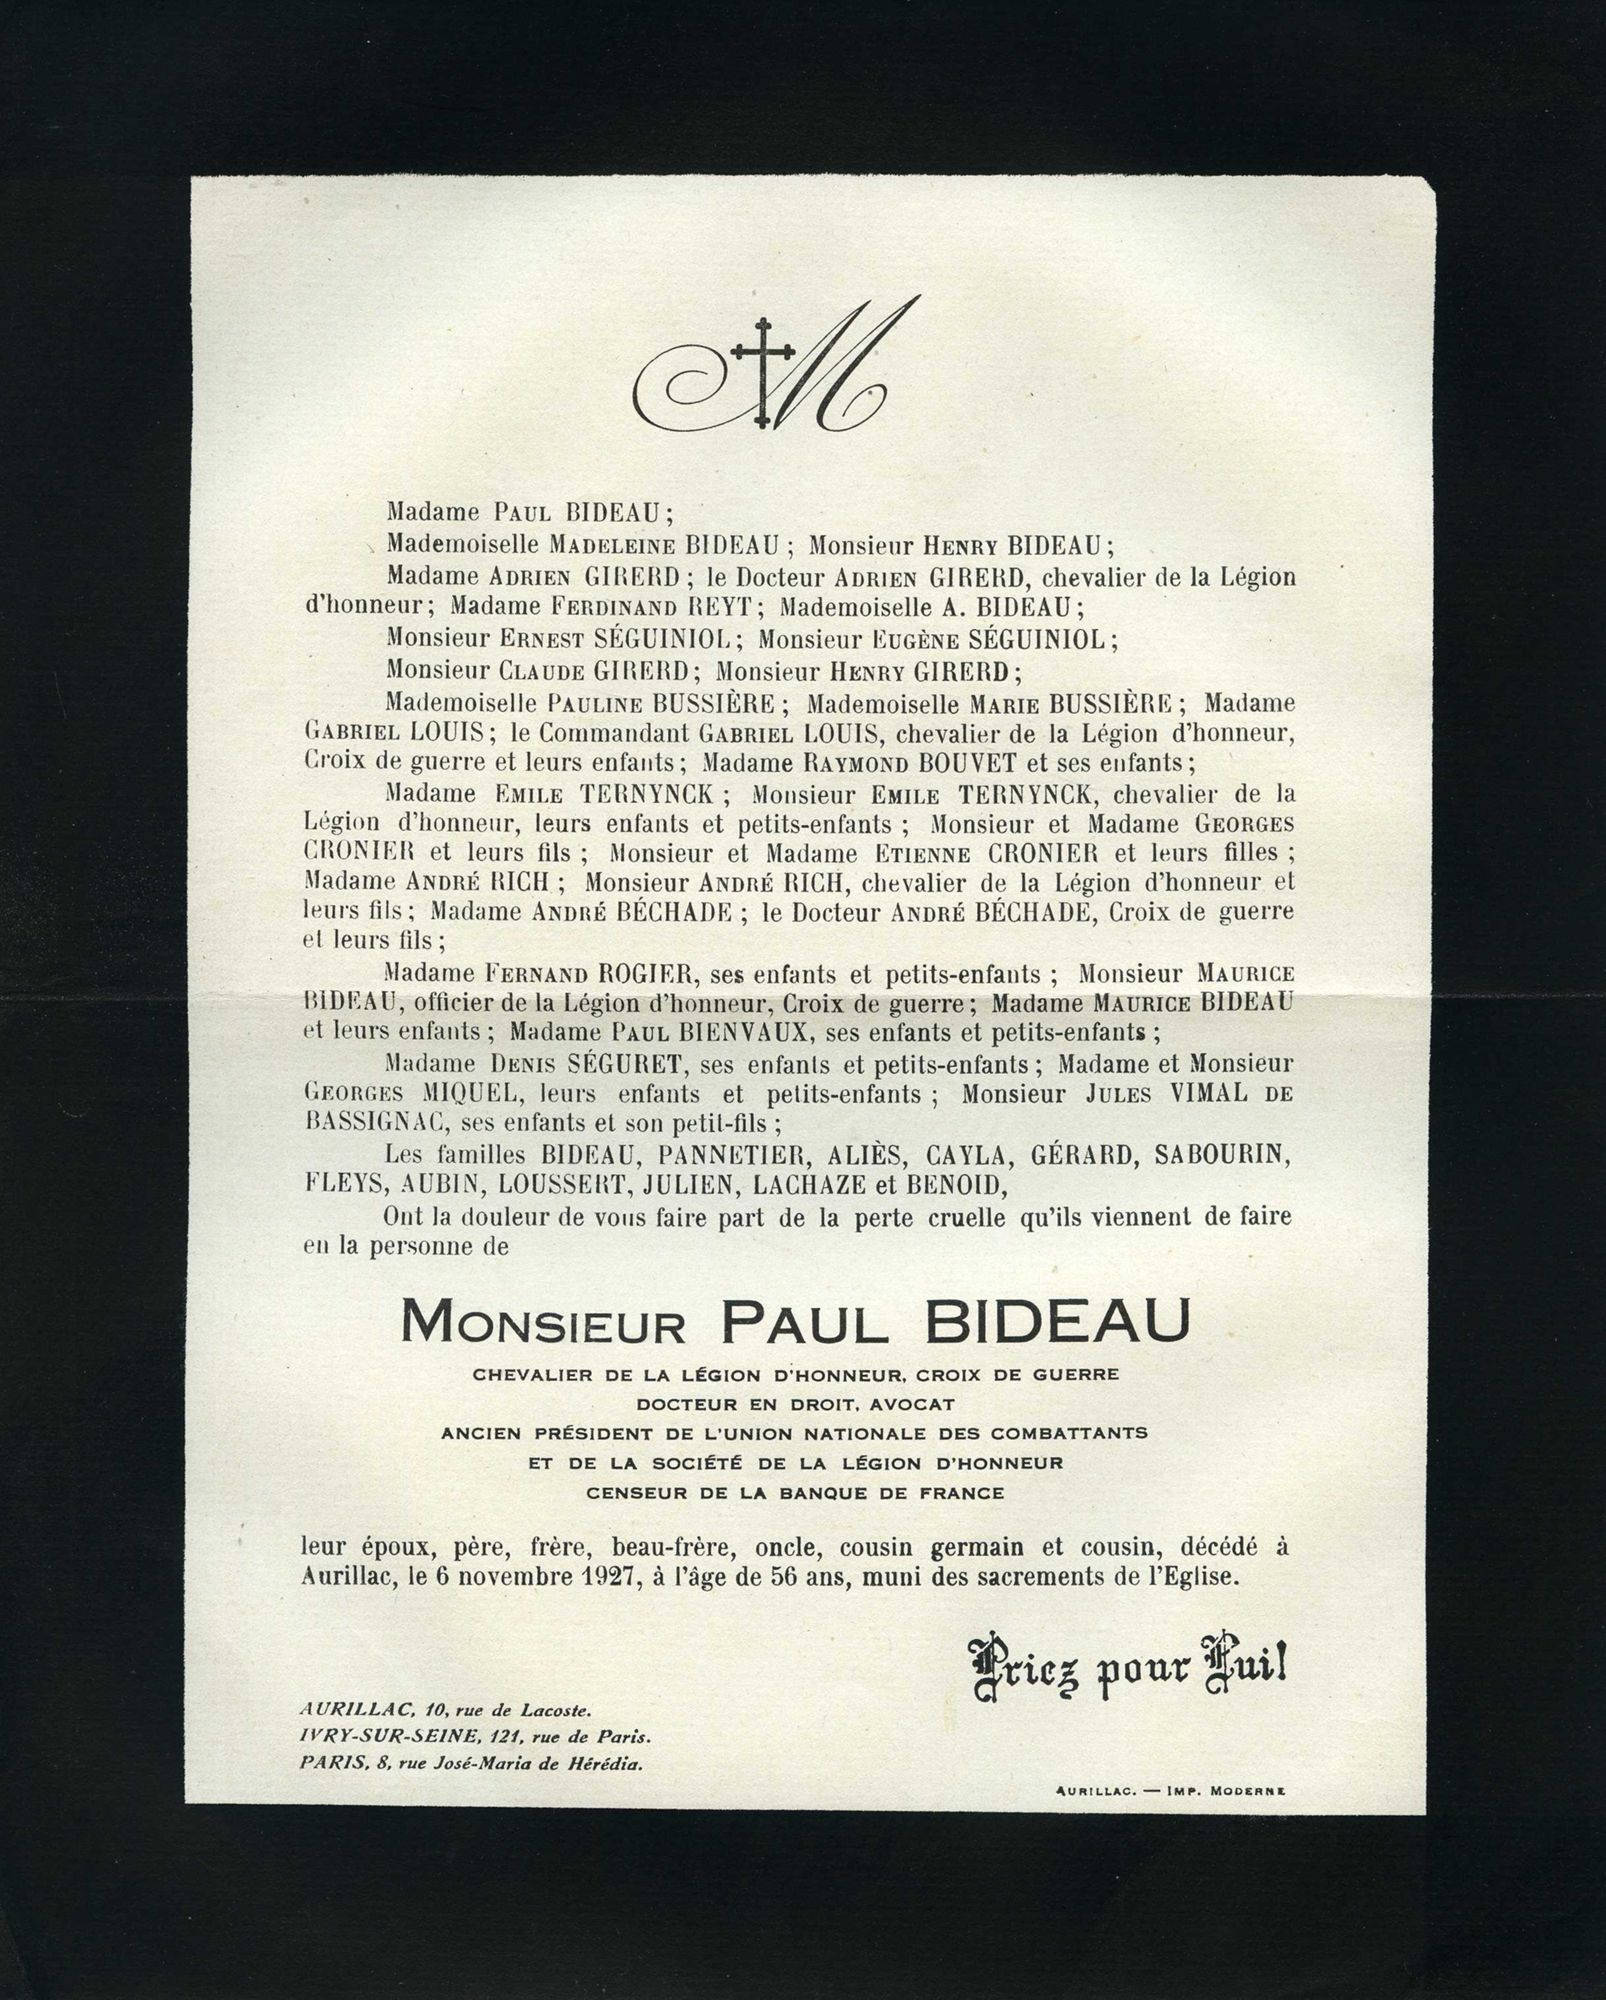 M
Madame PAUL BIDEAU ;
Mademoiselle MADELEINE BIDEAU ; Monsieur HENRY BIDEAU ;
Madame ADRIEN GIRERD ; le Docteur ADRIEN GIRERD, chevalier de la Légion
d'honneur ; Madame FERDINAND REYT ; Mademoiselle A. BIDEAU ;
Monsieur ERNEST SÉGUINIOL ; Monsieur EUGÈNE SÉGUINIOL ;
Monsieur CLAUDE GIRERD ; Monsieur HENRY GIRERD ;
Mademoiselle PAULINE BUSSIÈRE ; Mademoiselle MARIE BUSSIÈRE ; Madame
GABRIEL LOUIS ; le Commandant GABRIEL LOUIS, chevalier de la Légion d'honneur,
Croix de guerre et leurs enfants ; Madame RAYMOND BOUVET et ses enfants ;
Madame EMILE TERNYNCK ; Monsieur EMILE TERNYNCK, chevalier de la
Légion d'honneur, leurs enfants et petits-enfants ; Monsieur et Madame GEORGES
CRONIER et leurs fils ; Monsieur et Madame ETIENNE CRONIER et leurs filles ;
Madame ANDRÉ RICH ; Monsieur ANDRÉ RICH, chevalier de la Légion d'honneur et
leurs fils ; Madame ANDRÉ BÉCHADE ; le Docteur ANDRÉ BÉCHADE, Croix de guerre
et leurs fils ;
Madame FERNAND ROGIER, ses enfants et petits-enfants ; Monsieur MAURICE
BIDEAU, officier de la Légion d'honneur, Croix de guerre ; Madame MAURICE BIDEAU
et leurs enfants ; Madame PAUL BIENVAUX, ses enfants et petits-enfants ;
Madame DENIS SÉGURET, ses enfants et petits-enfants ; Madame et Monsieur
GEORGES MIQUEL, leurs enfants et petits-enfants ; Monsieur JULES VIMAL DE
BASSIGNAC, ses enfants et son petit-fils ;
Les familles BIDEAU, PANNETIER, ALIÈS, CAYLA, GÉRARD, SABOURIN,
FLEYS, AUBIN, LOUSSERT, JULIEN, LACHAZE et BENOID,
Ont la douleur de vous faire part de la perte cruelle qu'ils viennent de faire
en la personne de
MONSIEUR PAUL BIDEAU
CHEVALIER DE LA LÉGION D'HONNEUR, CROIX DE GUERRE
DOCTEUR EN DROIT, AVOCAT
ANCIEN PRÉSIDENT DE L'UNION NATIONALE DES COMBATTANTS
ET DE LA SOCIÉTÉ DE LA LÉGION D'HONNEUR
CENSEUR DE LA BANQUE DE FRANCE
leur époux, père, frère, beau-frère, oncle, cousin germain et cousin, décédé à
Aurillac, le 6 novembre 1927, à l'âge de 56 ans, muni des sacrements de l'Eglise.
Priez pour Lui!
AURILLAC, 10, rue de Lacoste.
IVRY-SUR-SEINE, 121, rue de Paris.
PARIS, 8, rue José-Maria de Hérédia.
AURILLAC. — IMP. MODERNE